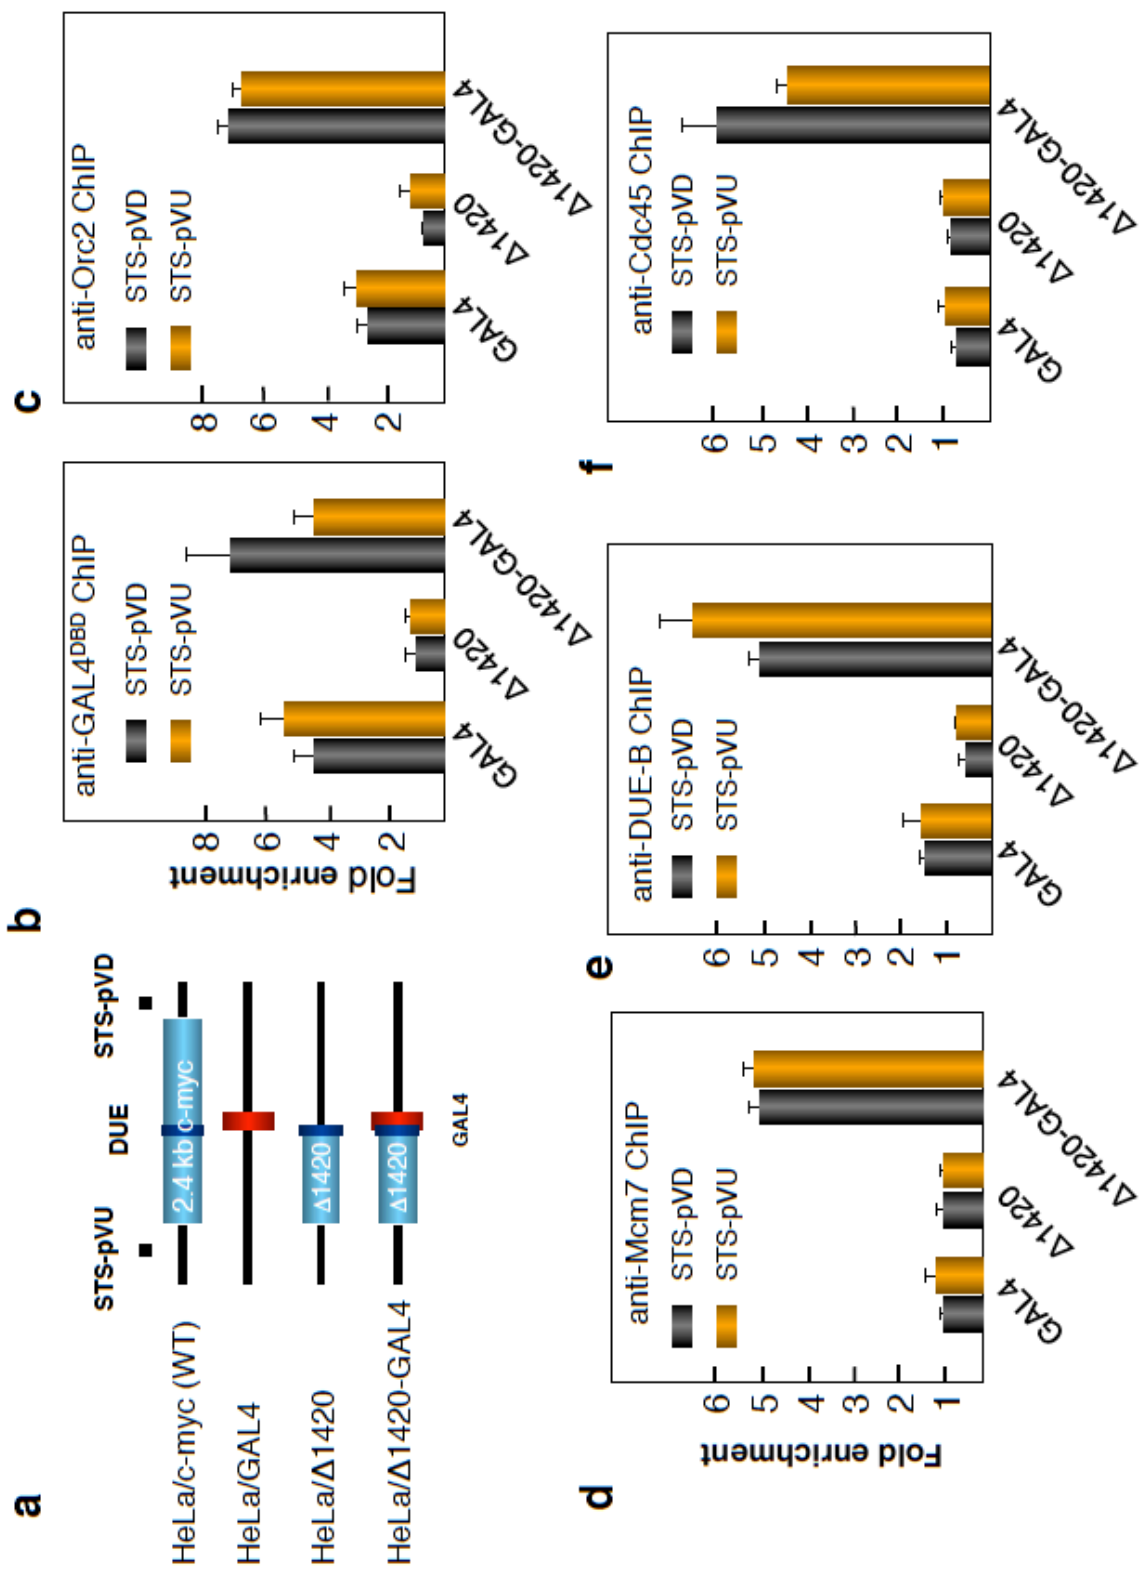 a
STS-pVU DUE STS-pVD
HeLa/c-myc (WT) 2.4 kb c-myc
HeLa/GAL4
HeLa/Δ1420 Δ1420
HeLa/Δ1420-GAL4 Δ1420
GAL4
b
anti-GAL4DBD ChIP
STS-pVD
STS-pVU
Fold enrichment
8
6
4
2
GAL4 Δ1420 Δ1420-GAL4
c
anti-Orc2 ChIP
STS-pVD
STS-pVU
8
6
4
2
GAL4 Δ1420 Δ1420-GAL4
d
anti-Mcm7 ChIP
STS-pVD
STS-pVU
Fold enrichment
6
5
4
3
2
1
GAL4 Δ1420 Δ1420-GAL4
e
anti-DUE-B ChIP
STS-pVD
STS-pVU
6
5
4
3
2
1
GAL4 Δ1420 Δ1420-GAL4
f
anti-Cdc45 ChIP
STS-pVD
STS-pVU
6
5
4
3
2
1
GAL4 Δ1420 Δ1420-GAL4